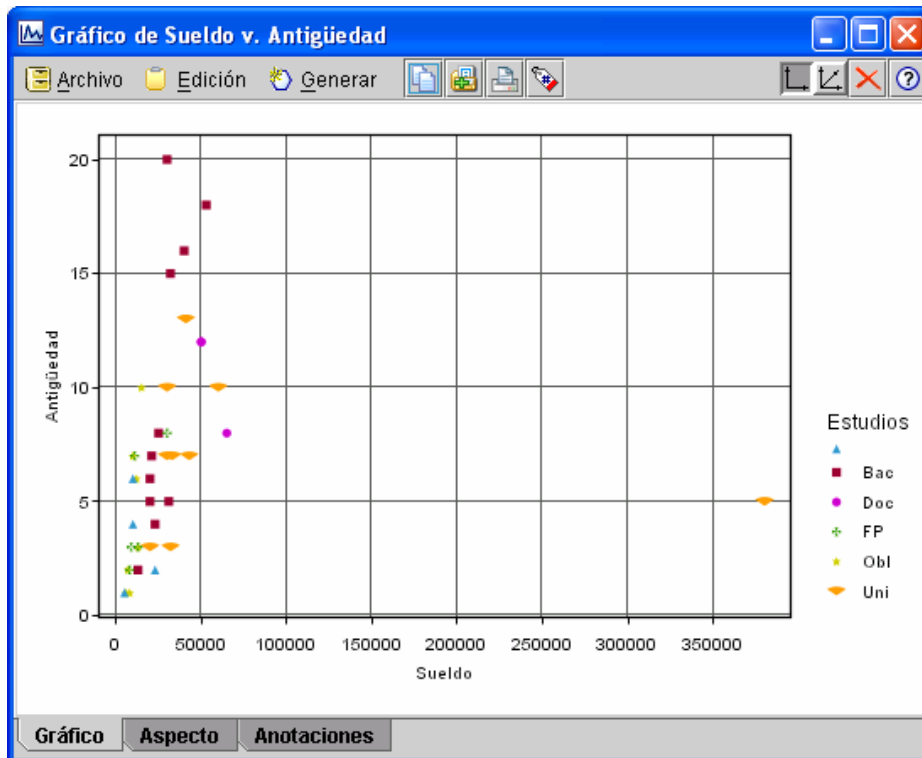 Gráfico de Sueldo v. Antigüedad
Archivo Edición Generar
20
15
10
5
0
Antigüedad
0 50000 100000 150000 200000 250000 300000 350000
Sueldo
Estudios
Bac
Doc
FP
Obl
Uni
Gráfico Aspecto Anotaciones